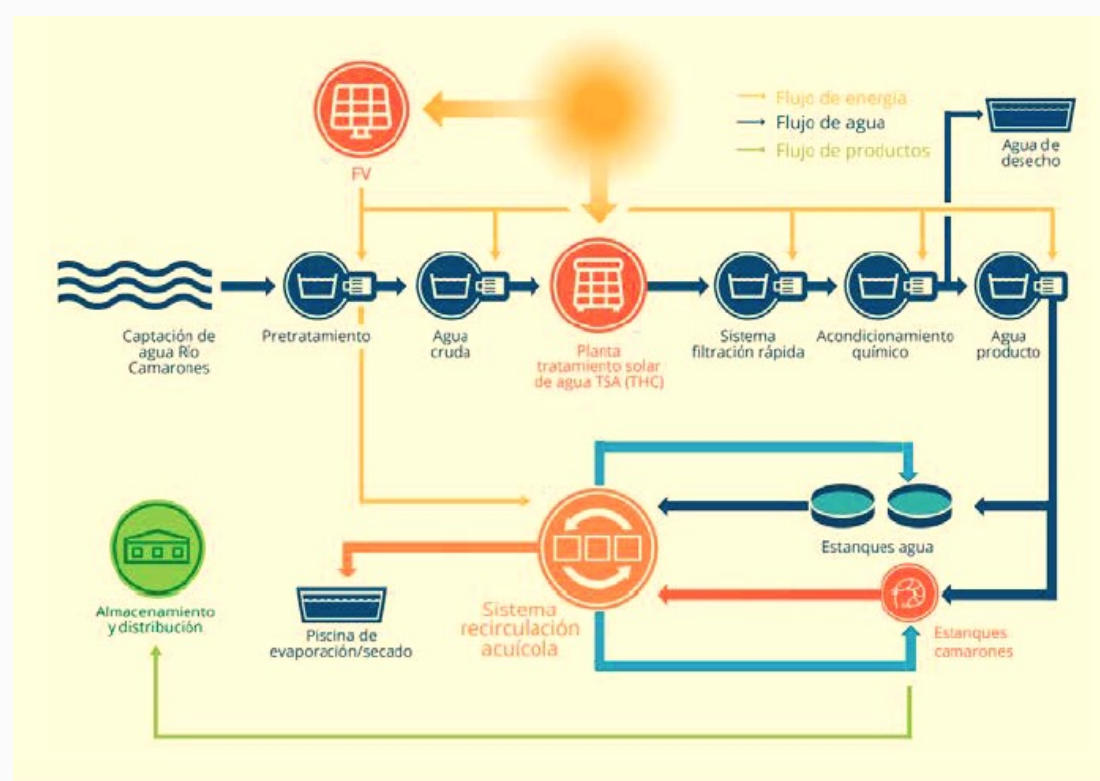 Flujo de energía
Flujo de agua
Flujo de productos
Agua de
desecho
FV
Captación de
agua Río
Camarones
Pretratamiento
Agua
cruda
Planta
tratamiento solar
de agua TSA (THC)
Sistema
filtración rápida
Acondicionamiento
químico
Agua
producto
Estanques agua
Almacenamiento
y distribución
Piscina de
evaporación/secado
Sistema
recirculación
acuícola
Estanques
camarones